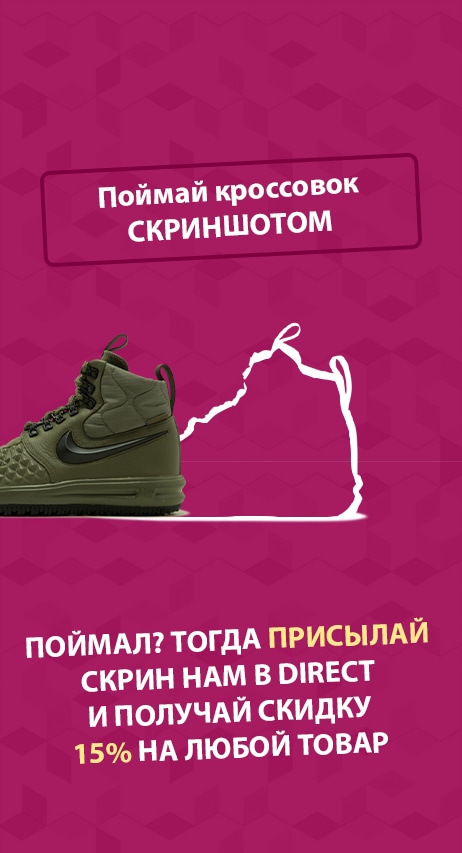 Поймай кроссовок
СКРИНШОТОМ
ПОЙМАЛ? ТОГДА ПРИСЫЛАЙ
СКРИН НАМ В DIRECT
И ПОЛУЧАЙ СКИДКУ
15% НА ЛЮБОЙ ТОВАР